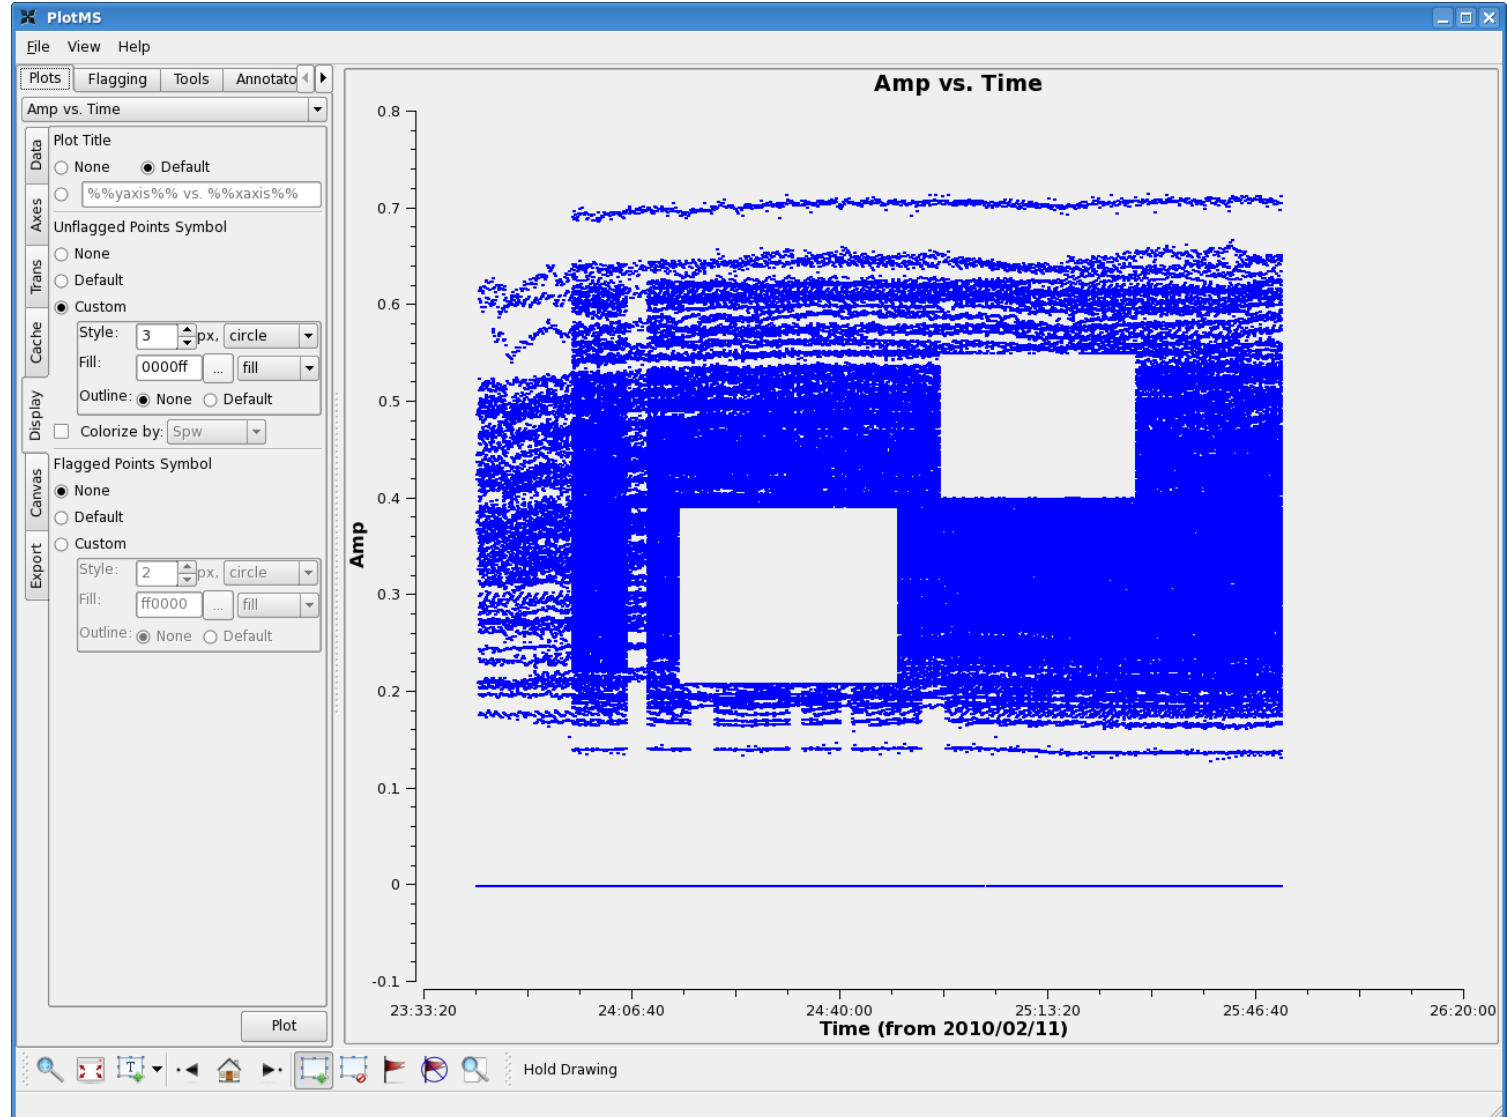 PlotMS
File View Help
Plots Flagging Tools Annotato
Amp vs. Time
Data
Axes
Trans
Cache
Display
Canvas
Export
Plot Title
None Default
%%yaxis%% vs. %%xaxis%%
Unflagged Points Symbol
None
Default
Custom
Style: 3 px, circle
Fill: 0000ff ... fill
Outline: None Default
Colorize by: Spw
Flagged Points Symbol
None
Default
Custom
Style: 2 px, circle
Fill: ff0000 ... fill
Outline: None Default
Plot
Amp vs. Time
0.8
0.7
0.6
0.5
0.4
0.3
0.2
0.1
0
-0.1
Amp
23:33:20 24:06:40 24:40:00 25:13:20 25:46:40 26:20:00
Time (from 2010/02/11)
T
Hold Drawing